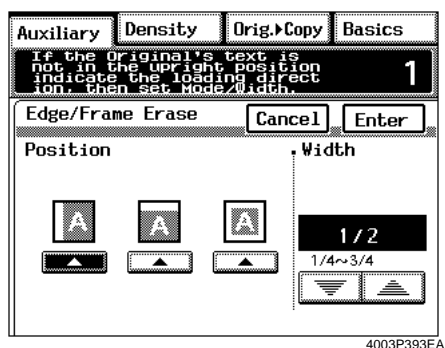 Auxiliary Density Orig.▸Copy Basics
If the Original's text is
not in the upright position
indicate the loading direct
ion, then set Mode/Width.
1
Edge/Frame Erase Cancel Enter
Position Width
A A A
1/2
1/4~3/4
4003P393EA